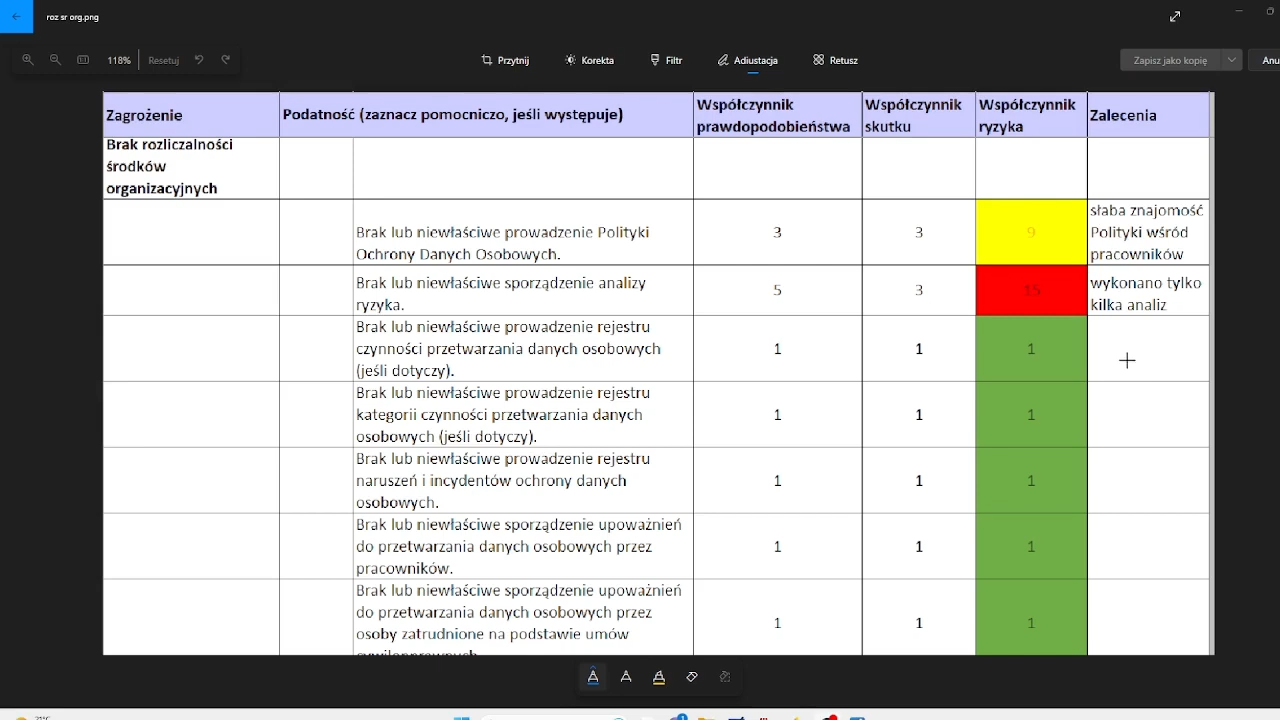 roz sr org.png
118%
Resetuj
Przytnij
Korekta
Filtr
Adiustacja
Retusz
Zapisz jako kopię
Anu
Zagrożenie
Podatność (zaznacz pomocniczo, jeśli występuje)
Współczynnik
prawdopodobieństwa
Współczynnik
skutku
Współczynnik
ryzyka
Zalecenia
Brak rozliczalności
środków
organizacyjnych
Brak lub niewłaściwe prowadzenie Polityki
Ochrony Danych Osobowych.
3
3
9
słaba znajomość
Polityki wśród
pracowników
Brak lub niewłaściwe sporządzenie analizy
ryzyka.
5
3
15
wykonano tylko
kilka analiz
Brak lub niewłaściwe prowadzenie rejestru
czynności przetwarzania danych osobowych
(jeśli dotyczy).
1
1
1
Brak lub niewłaściwe prowadzenie rejestru
kategorii czynności przetwarzania danych
osobowych (jeśli dotyczy).
1
1
1
Brak lub niewłaściwe prowadzenie rejestru
naruszeń i incydentów ochrony danych
osobowych.
1
1
1
Brak lub niewłaściwe sporządzenie upoważnień
do przetwarzania danych osobowych przez
pracowników.
1
1
1
Brak lub niewłaściwe sporządzenie upoważnień
do przetwarzania danych osobowych przez
osoby zatrudnione na podstawie umów
1
1
1